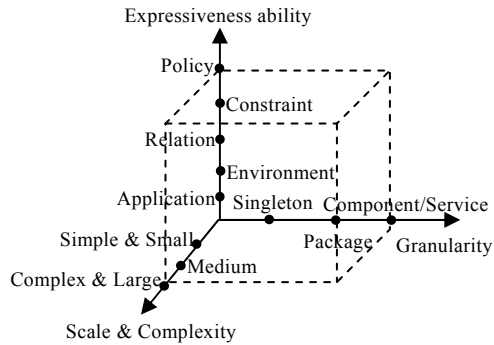 Expressiveness ability
Policy
Constraint
Relation
Environment
Application
Singleton
Component/Service
Simple & Small
Package
Granularity
Medium
Complex & Large
Scale & Complexity